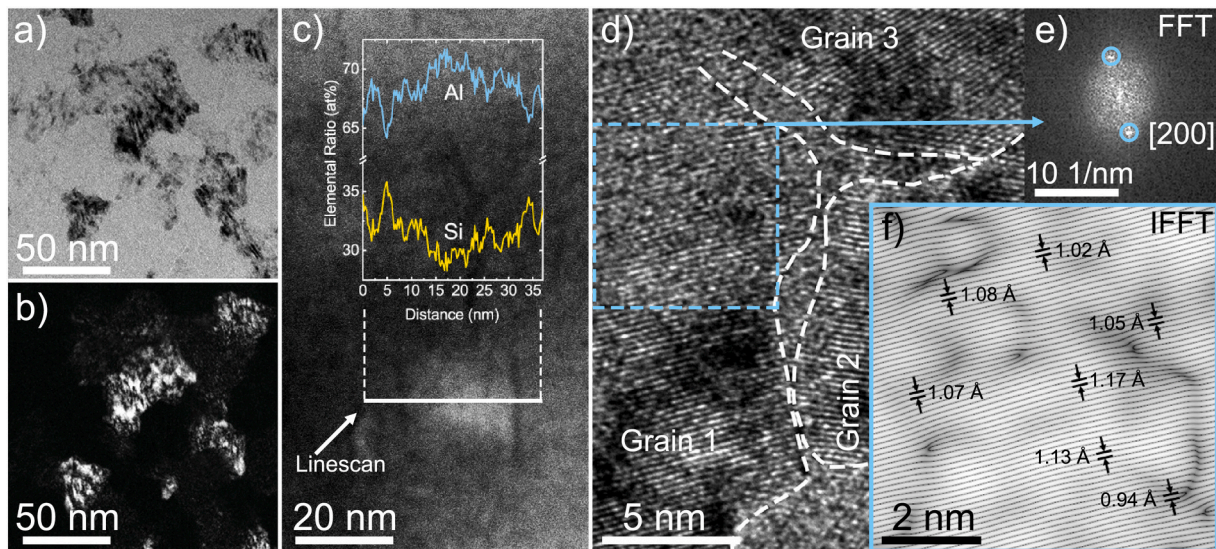 a)
50 nm
b)
50 nm
c)
70
65
35
30
Elemental Ratio (at%)
Al
Si
0 5 10 15 20 25 30 35
Distance (nm)
Linescan
20 nm
d)
Grain 3
Grain 2
Grain 1
5 nm
e)
FFT
[200]
10 1/nm
f)
IFFT
1.02 Å
1.08 Å
1.05 Å
1.07 Å
1.17 Å
1.13 Å
0.94 Å
2 nm